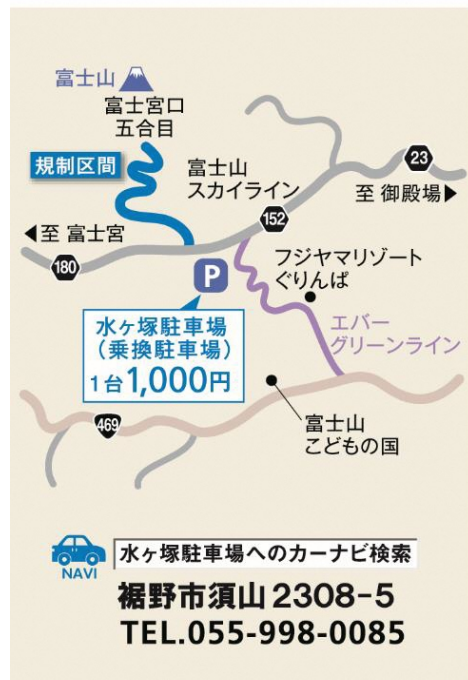 富士山
富士宮口
五合目
規制区間
富士山
スカイライン
23
至 御殿場▶
152
◀至 富士宮
180
P
フジヤマリゾート
ぐりんぱ
水ヶ塚駐車場
(乗換駐車場)
1台1,000円
エバー
グリーンライン
469
富士山
こどもの国
NAVI
水ヶ塚駐車場へのカーナビ検索
裾野市須山2308-5
TEL.055-998-0085